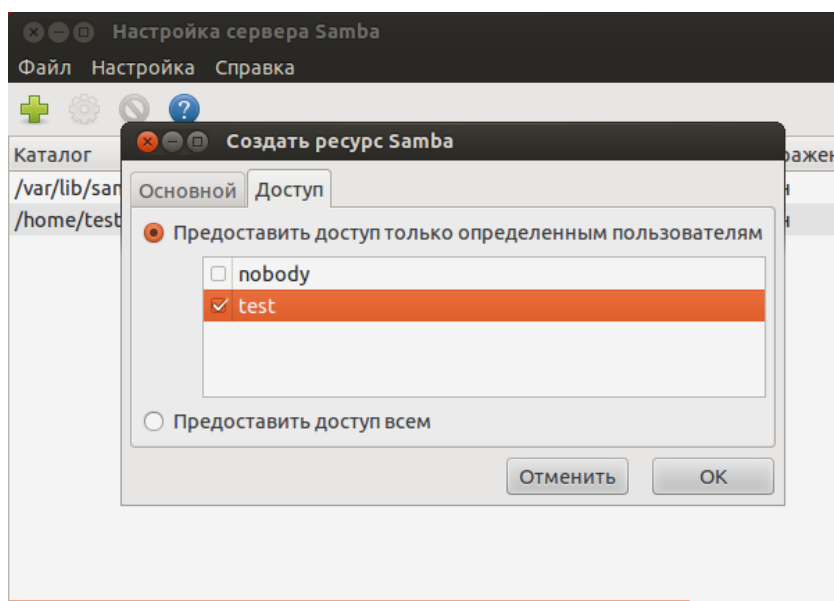 Настройка сервера Samba
Файл Настройка Справка
Каталог
/var/lib/sam
/home/test
Создать ресурс Samba
Основной Доступ
Предоставить доступ только определенным пользователям
nobody
test
Предоставить доступ всем
Отменить OK